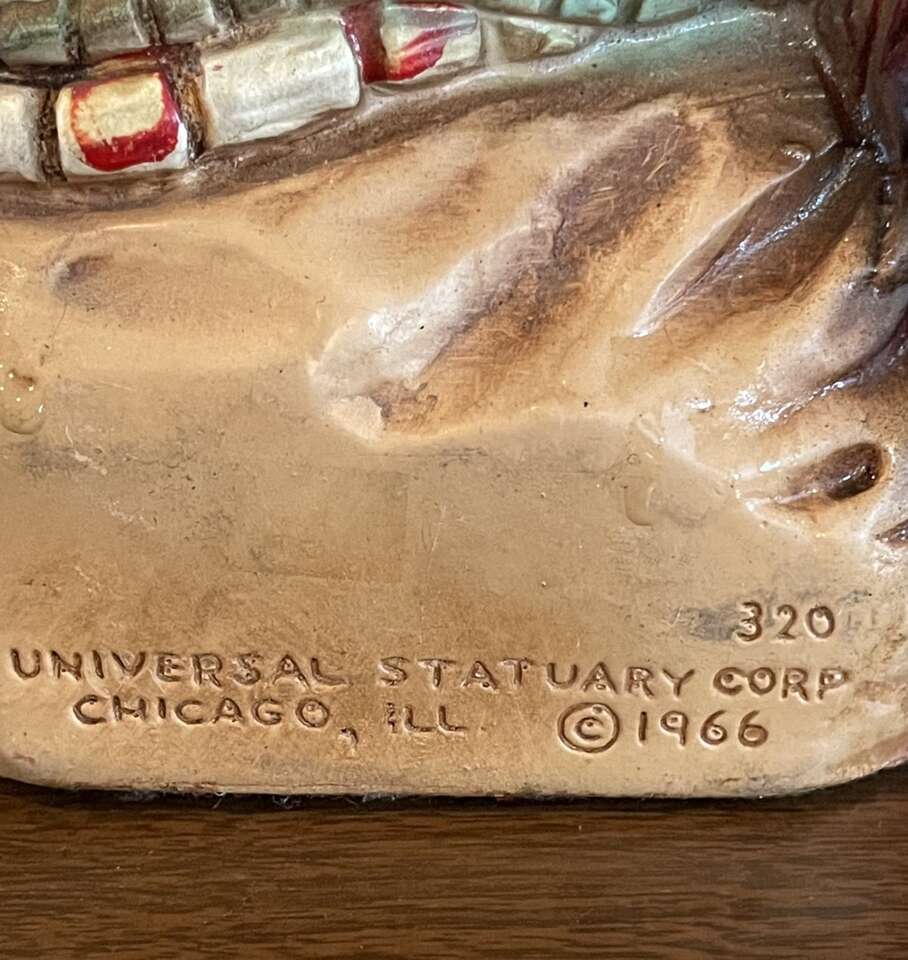 320
UNIVERSAL STATUARY CORP
CHICAGO, ILL. © 1966